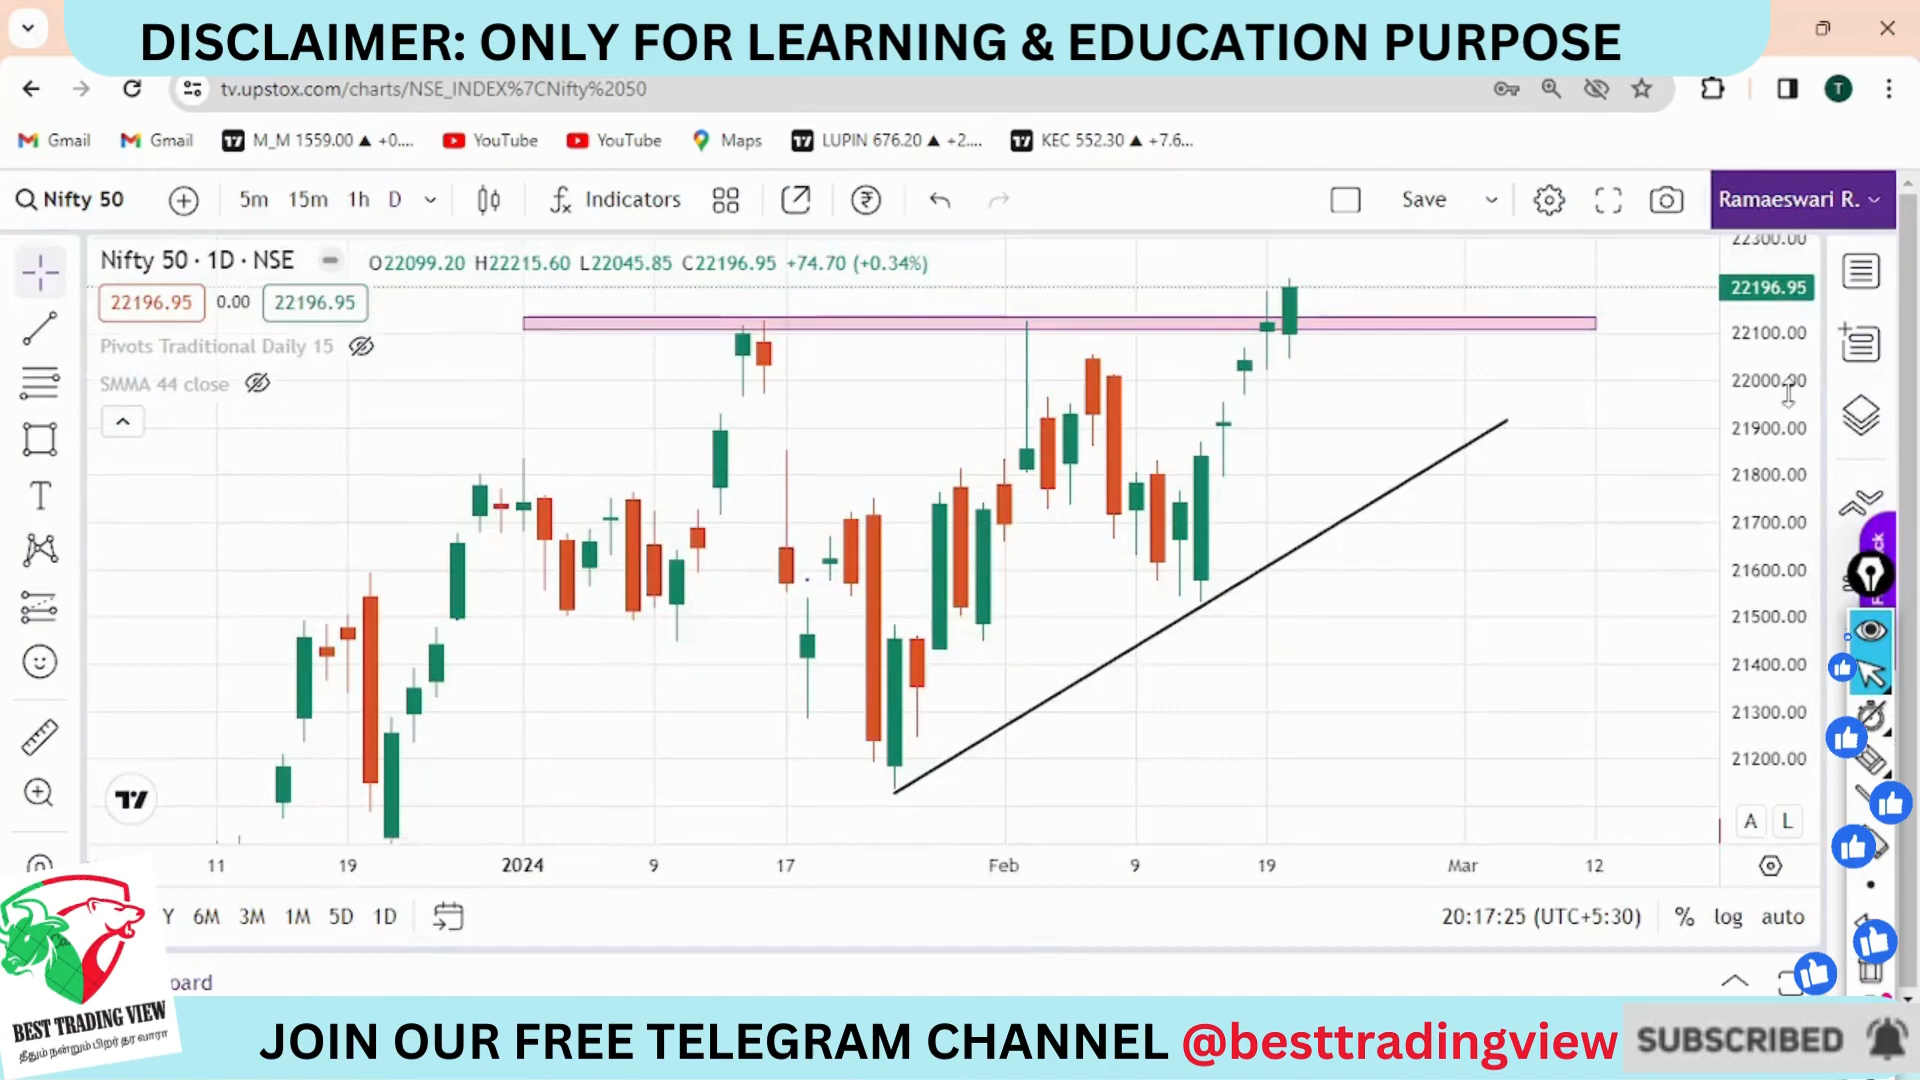 DISCLAIMER: ONLY FOR LEARNING & EDUCATION PURPOSE
tv.upstox.com/charts/NSE_INDEX%7CNifty%2050
T
Gmail Gmail M_M 1559.00 ▲ +0.... YouTube YouTube Maps LUPIN 676.20 ▲ +2.... KEC 552.30 ▲ +7.6...
Nifty 50 5m 15m 1h D Indicators Save Ramaeswari R.
Nifty 50 · 1D · NSE O22099.20 H22215.60 L22045.85 C22196.95 +74.70 (+0.34%)
22196.95 0.00 22196.95
Pivots Traditional Daily 15
SMMA 44 close
22300.00
22196.95
22100.00
22000.00
21900.00
21800.00
21700.00
21600.00
21500.00
21400.00
21300.00
21200.00
A L
11 19 2024 9 17 Feb 9 19 Mar 12
Y 6M 3M 1M 5D 1D 20:17:25 (UTC+5:30) % log auto
oard
BEST TRADING VIEW
தீதும் நன்றும் பிறர் தர வாரா
JOIN OUR FREE TELEGRAM CHANNEL @besttradingview SUBSCRIBED